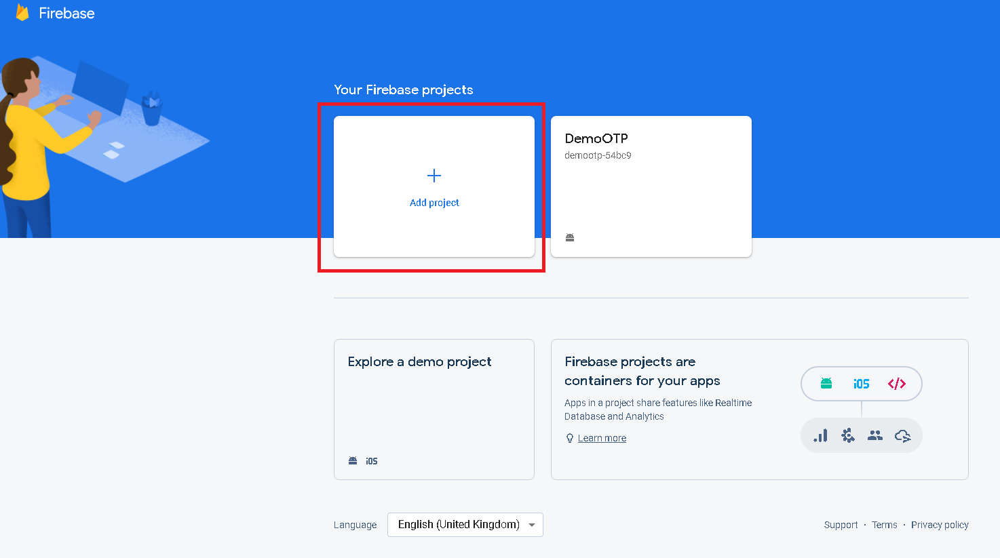 Firebase
Your Firebase projects
Add project
DemoOTP
demootp-54bc9
Explore a demo project
iOS
Firebase projects are
containers for your apps
Apps in a project share features like Realtime
Database and Analytics
Learn more
iOS
</>
Language
English (United Kingdom)
Support · Terms · Privacy policy